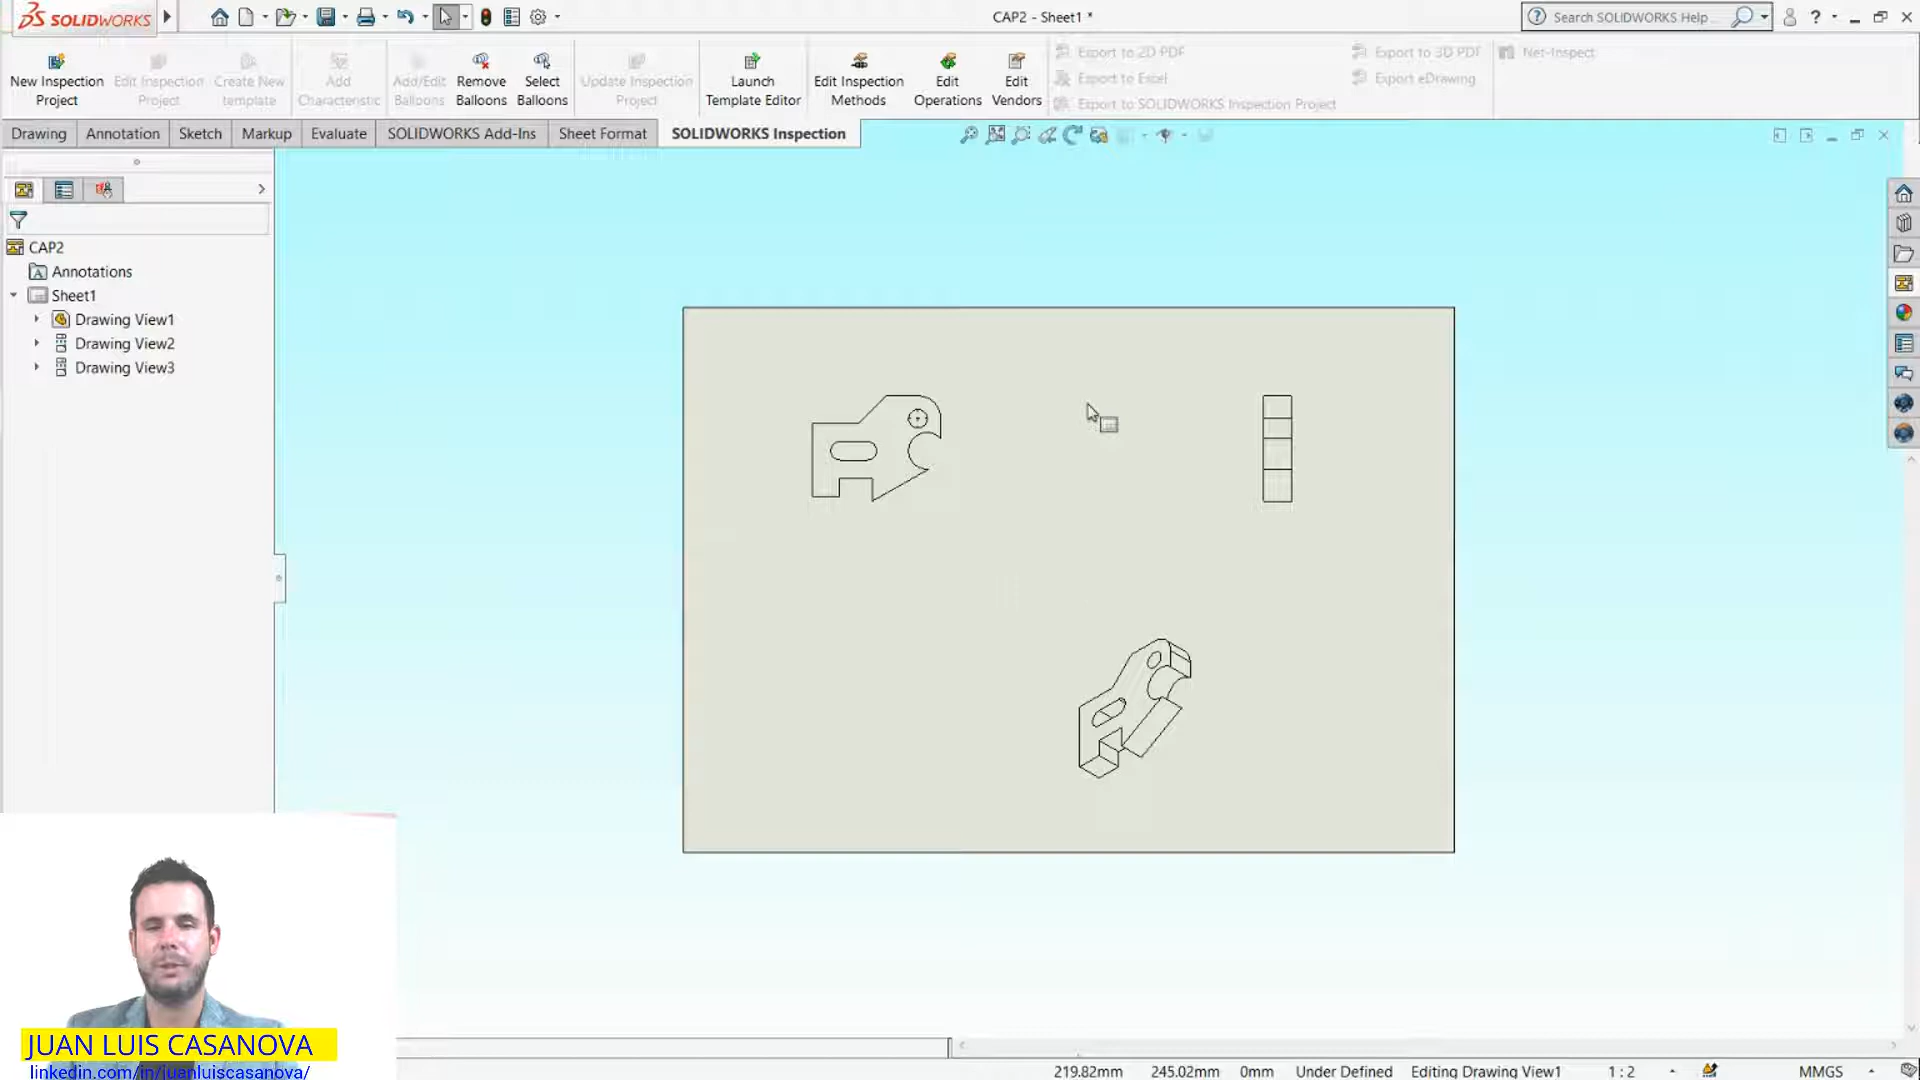 SOLIDWORKS
CAP2 - Sheet1 *
Search SOLIDWORKS Help
New Inspection
Project
Edit Inspection
Project
Create New
template
Add
Characteristic
Add/Edit
Balloons
Remove
Balloons
Select
Balloons
Update Inspection
Project
Launch
Template Editor
Edit Inspection
Methods
Edit
Operations
Edit
Vendors
Export to 2D PDF
Export to Excel
Export to SOLIDWORKS Inspection Project
Export to 3D PDF
Export eDrawing
Net-Inspect
Drawing
Annotation
Sketch
Markup
Evaluate
SOLIDWORKS Add-Ins
Sheet Format
SOLIDWORKS Inspection
CAP2
Annotations
Sheet1
Drawing View1
Drawing View2
Drawing View3
JUAN LUIS CASANOVA
linkedin.com/in/juanluiscasanova/
219.82mm
245.02mm
0mm
Under Defined
Editing Drawing View1
1 : 2
MMGS